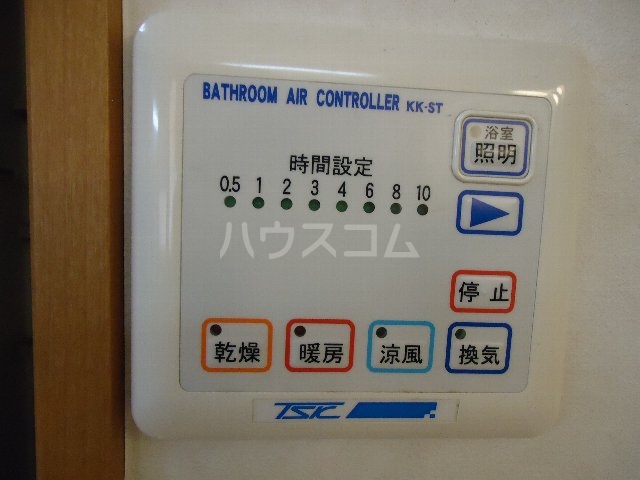 BATHROOM AIR CONTROLLER KK-ST
浴室
照明
時間設定
0.5 1 2 3 4 6 8 10
ハウスコム
停止
乾燥 暖房 涼風 換気
TSK